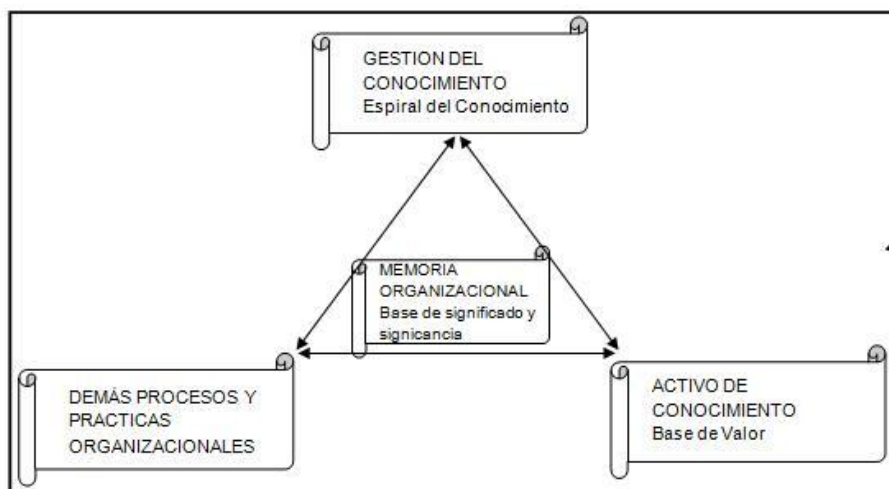 GESTION DEL
CONOCIMIENTO
Espiral del Conocimiento
MEMORIA
ORGANIZACIONAL
Base de significado y
signicancia
DEMÁS PROCESOS Y
PRACTICAS
ORGANIZACIONALES
ACTIVO DE
CONOCIMIENTO
Base de Valor